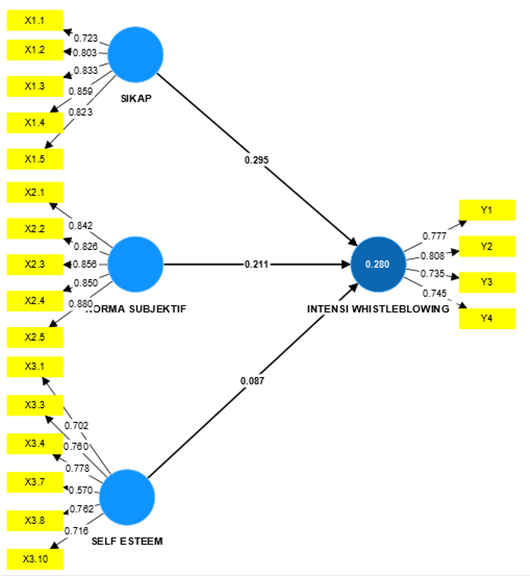 X1.1
X1.2
X1.3
X1.4
X1.5
0.723
0.803
0.833
0.859
0.823
SIKAP
0.295
X2.1
X2.2
X2.3
X2.4
X2.5
0.842
0.826
0.856
0.850
0.880
NORMA SUBJEKTIF
0.211
0.280
INTENSI WHISTLEBLOWING
0.777
0.808
0.735
0.745
Y1
Y2
Y3
Y4
0.087
X3.1
X3.3
X3.4
X3.7
X3.8
X3.10
0.702
0.760
0.778
0.570
0.762
0.716
SELF ESTEEM